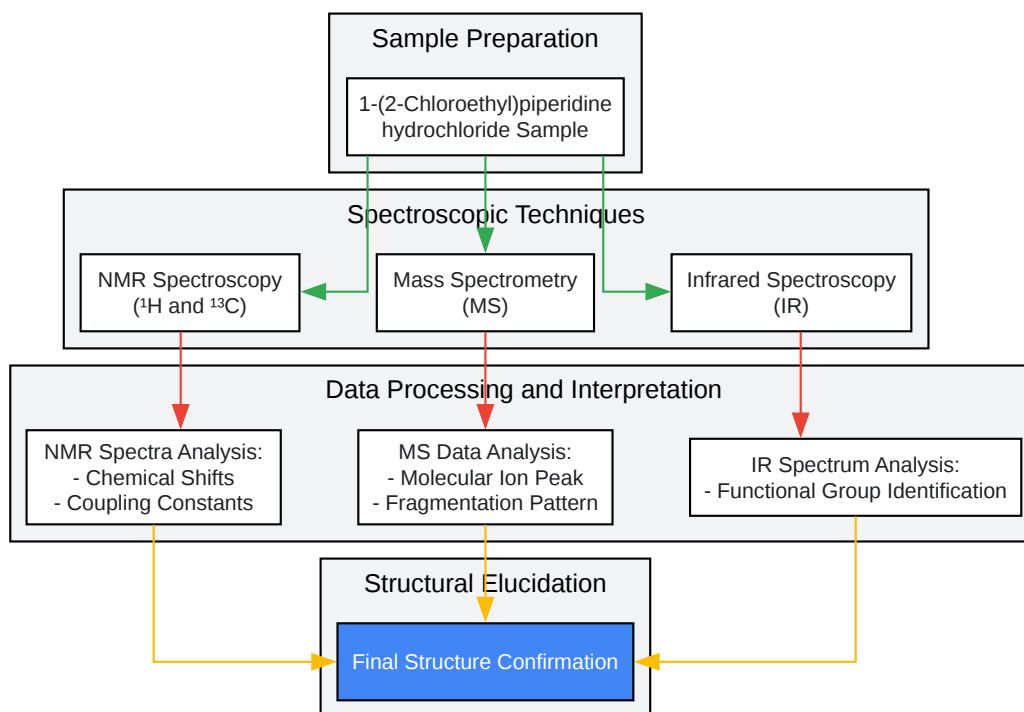 Sample Preparation
1-(2-Chloroethyl)piperidine
hydrochloride Sample
Spectroscopic Techniques
NMR Spectroscopy
(¹H and ¹³C)
Mass Spectrometry
(MS)
Infrared Spectroscopy
(IR)
Data Processing and Interpretation
NMR Spectra Analysis:
- Chemical Shifts
- Coupling Constants
MS Data Analysis:
- Molecular Ion Peak
- Fragmentation Pattern
IR Spectrum Analysis:
- Functional Group Identification
Structural Elucidation
Final Structure Confirmation